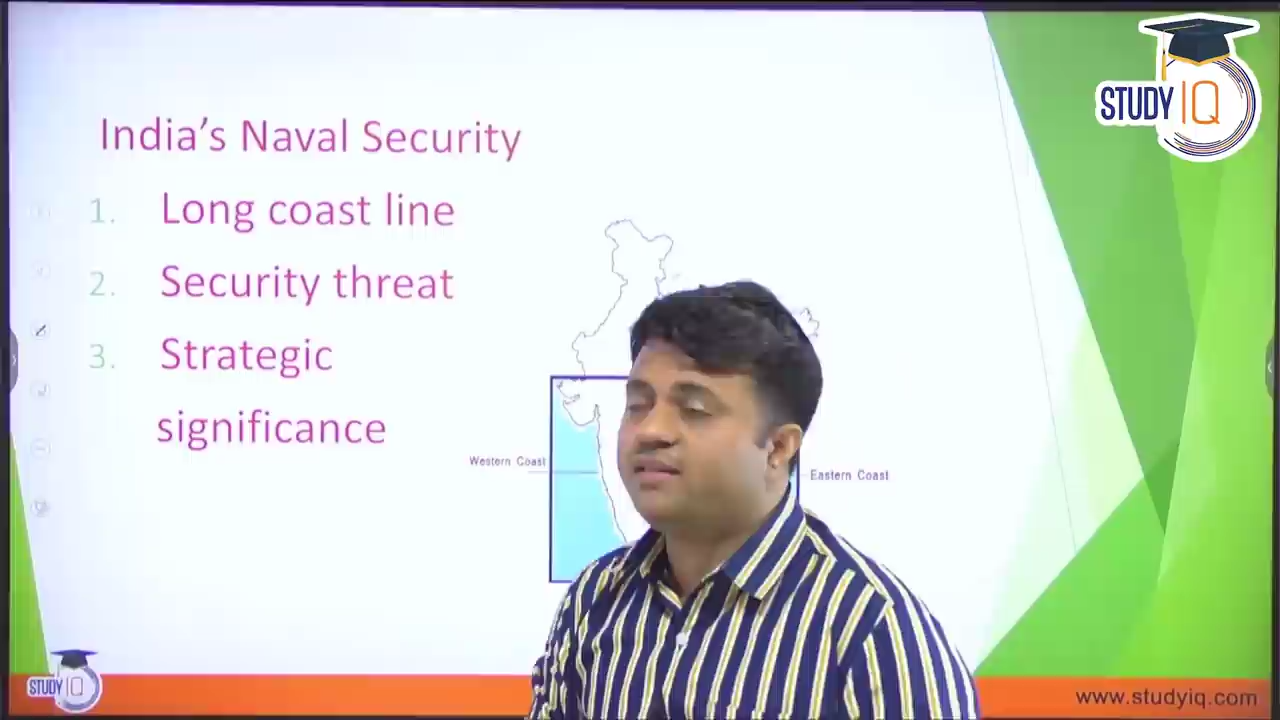 STUDY IQ
India's Naval Security
1. Long coast line
2. Security threat
3. Strategic
significance
Western Coast
Eastern Coast
STUDY IQ
www.studyiq.com